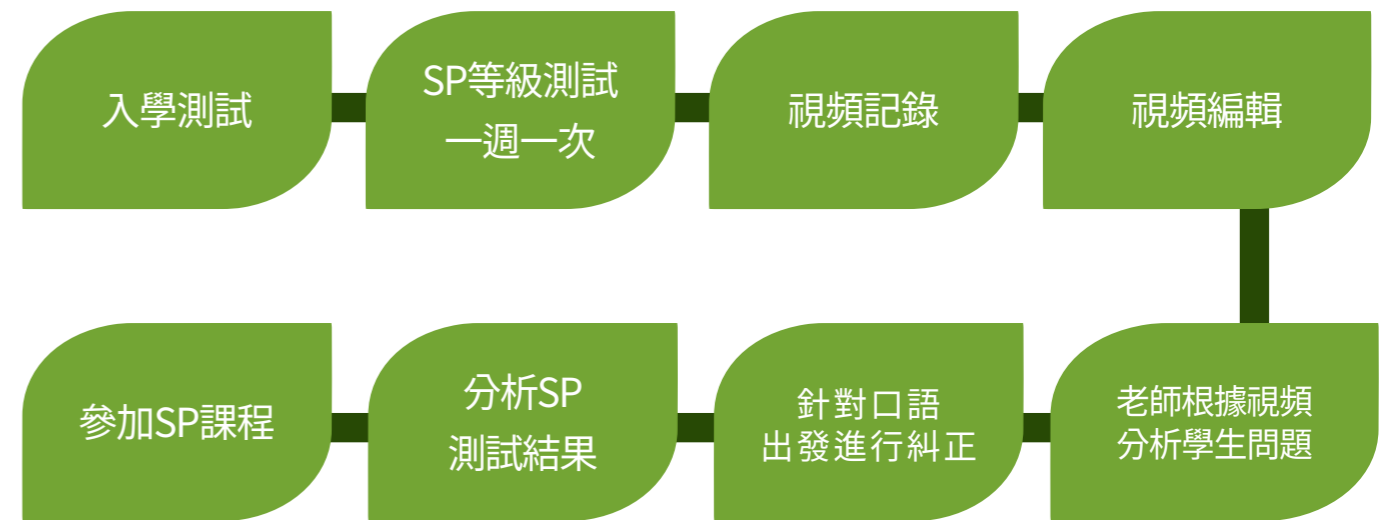 入學測試
SP等級測試
一週一次
視頻記錄
視頻編輯
參加SP課程
分析SP
測試結果
針對口語
出發進行糾正
老師根據視頻
分析學生問題